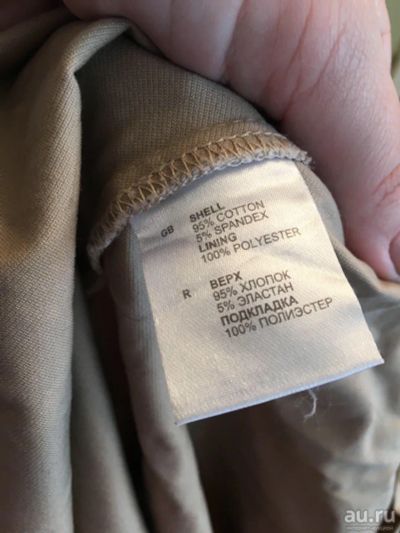 GB SHELL
95% COTTON
5% SPANDEX
LINING
100% POLYESTER
R ВЕРХ
95% ХЛОПОК
5% ЭЛАСТАН
ПОДКЛАДКА
100% ПОЛИЭСТЕР
au.ru